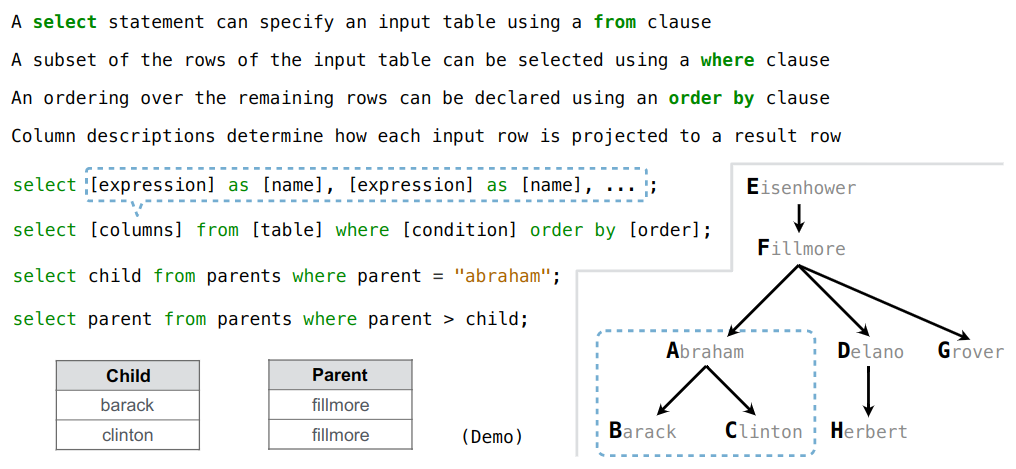 A select statement can specify an input table using a from clause
A subset of the rows of the input table can be selected using a where clause
An ordering over the remaining rows can be declared using an order by clause
Column descriptions determine how each input row is projected to a result row
select [expression] as [name], [expression] as [name], ... ;
select [columns] from [table] where [condition] order by [order];
select child from parents where parent = "abraham";
select parent from parents where parent > child;
Child
barack
clinton
Parent
fillmore
fillmore
(Demo)
Eisenhower
Fillmore
Abraham
Delano
Grover
Barack
Clinton
Herbert